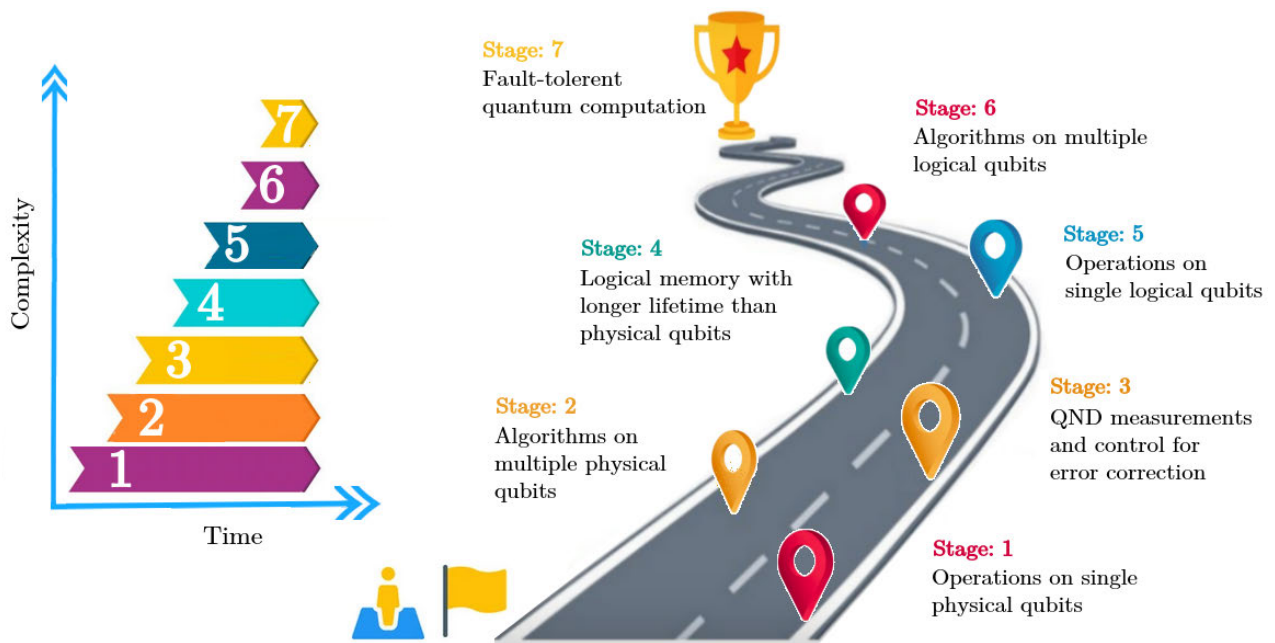 Complexity
7
6
5
4
3
2
1
Time
Stage: 7
Fault-tolerent
quantum computation
Stage: 6
Algorithms on multiple
logical qubits
Stage: 5
Operations on
single logical qubits
Stage: 4
Logical memory with
longer lifetime than
physical qubits
Stage: 3
QND measurements
and control for
error correction
Stage: 2
Algorithms on
multiple physical
qubits
Stage: 1
Operations on single
physical qubits